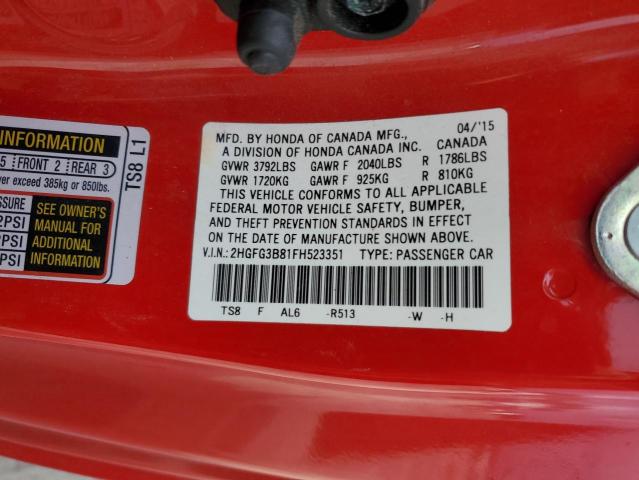 INFORMATION
5 FRONT 2 REAR 3
er exceed 385kg or 850lbs.
SSURE
2PSI
2PSI
SEE OWNER'S
MANUAL FOR
ADDITIONAL
INFORMATION
TS8 L1
MFD. BY HONDA OF CANADA MFG., 04/'15
A DIVISION OF HONDA CANADA INC. CANADA
GVWR 3792LBS GAWR F 2040LBS R 1786LBS
GVWR 1720KG GAWR F 925KG R 810KG
THIS VEHICLE CONFORMS TO ALL APPLICABLE
FEDERAL MOTOR VEHICLE SAFETY, BUMPER,
AND THEFT PREVENTION STANDARDS IN EFFECT
ON THE DATE OF MANUFACTURE SHOWN ABOVE.
V.I.N.: 2HGFG3B81FH523351 TYPE: PASSENGER CAR
TS8 F AL6 -R513 -W -H